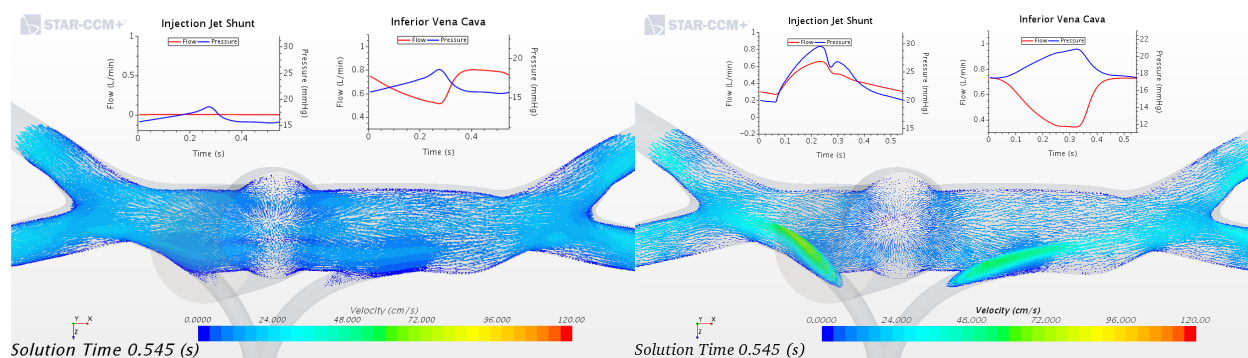 STAR-CCM+
Injection Jet Shunt
Flow Pressure
Flow (L/min)
1
0.5
0
0 0.2 0.4
Time (s)
30
25
20
15
Pressure (mmHg)
Inferior Vena Cava
Flow Pressure
Flow (L/min)
1
0.5
0
0 0.2 0.4
Time (s)
20
15
Pressure (mmHg)
Y X
Z
Velocity (cm/s)
0.0000 24.000 48.000 72.000 96.000 120.00
Solution Time 0.545 (s)
STAR-CCM+
Injection Jet Shunt
Flow Pressure
Flow (L/min)
1
0.8
0.6
0.4
0.2
0
−0.2
0 0.1 0.2 0.3 0.4 0.5
Time (s)
30
25
20
15
Pressure (mmHg)
Inferior Vena Cava
Flow Pressure
Flow (L/min)
1
0.8
0.6
0.4
0 0.1 0.2 0.3 0.4 0.5
Time (s)
22
20
18
16
14
12
Pressure (mmHg)
Y X
Z
Velocity (cm/s)
0.0000 24.000 48.000 72.000 96.000 120.00
Solution Time 0.545 (s)